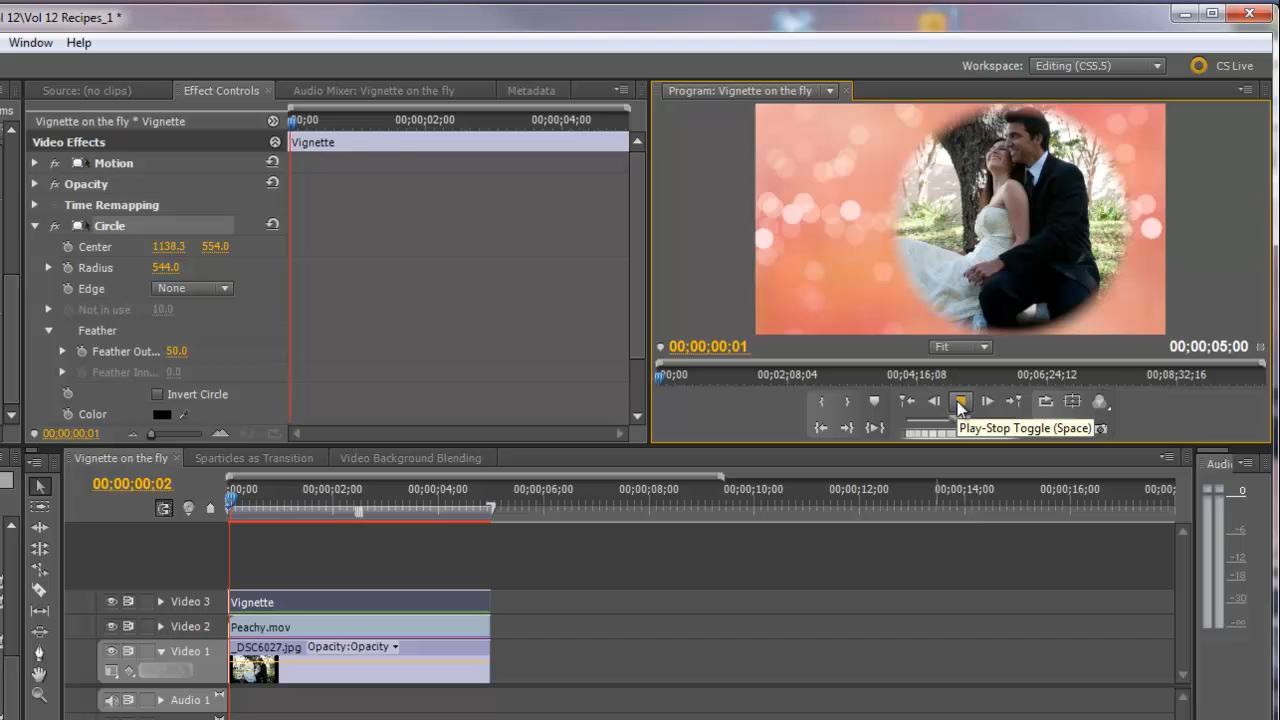 l 12\Vol 12 Recipes_1 *
Window Help
Workspace: Editing (CS5.5) CS Live
Source: (no clips) Effect Controls Audio Mixer: Vignette on the fly Metadata
Program: Vignette on the fly
ms
Vignette on the fly * Vignette
00;00 00;00;02;00 00;00;04;00
Video Effects
Vignette
fx Motion
fx Opacity
Time Remapping
fx Circle
Center 1138.3 554.0
Radius 544.0
Edge None
Not in use 10.0
Feather
Feather Out... 50.0
Feather Inn... 0.0
Invert Circle
Color
00;00;00;01
00;00;00;01 Fit 00;00;05;00
00;00 00;02;08;04 00;04;16;08 00;06;24;12 00;08;32;16
Play-Stop Toggle (Space)
Vignette on the fly Particles as Transition Video Background Blending
00;00;00;02
;00;00 00;00;02;00 00;00;04;00 00;00;06;00 00;00;08;00 00;00;10;00 00;00;12;00 00;00;14;00 00;00;16;00 00;00;
Video 3 Vignette
Video 2 Peachy.mov
Video 1 _DSC6027.jpg Opacity:Opacity
Audio 1
Audio
0
-6
-12
-18
-30
-∞